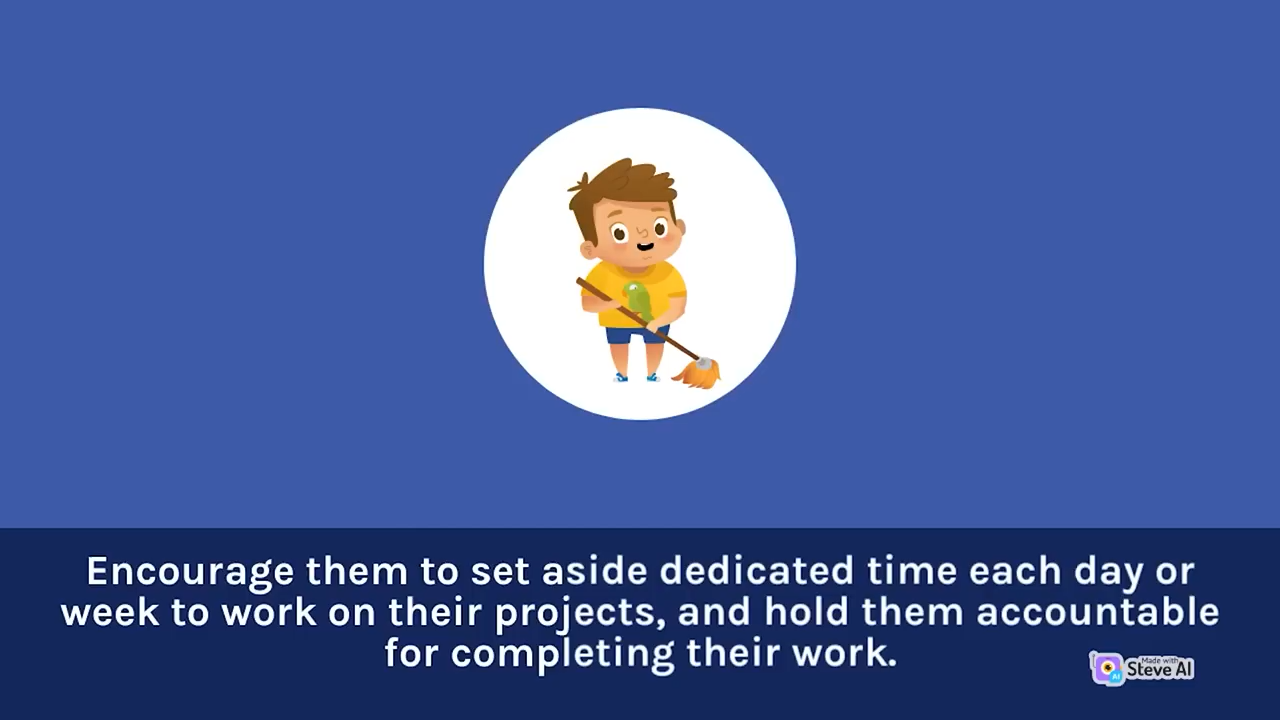 Encourage them to set aside dedicated time each day or
week to work on their projects, and hold them accountable
for completing their work.
Made with
Steve AI
AI